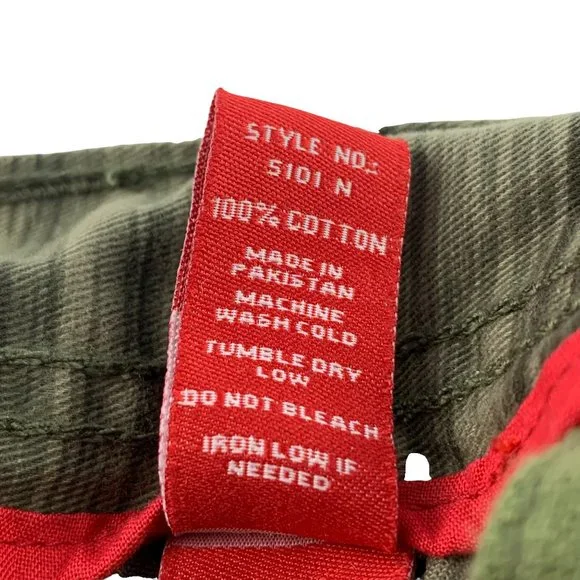 STYLE NO.:
5101 N
100% COTTON
MADE IN
PAKISTAN
MACHINE
WASH COLD
TUMBLE DRY
LOW
DO NOT BLEACH
IRON LOW IF
NEEDED